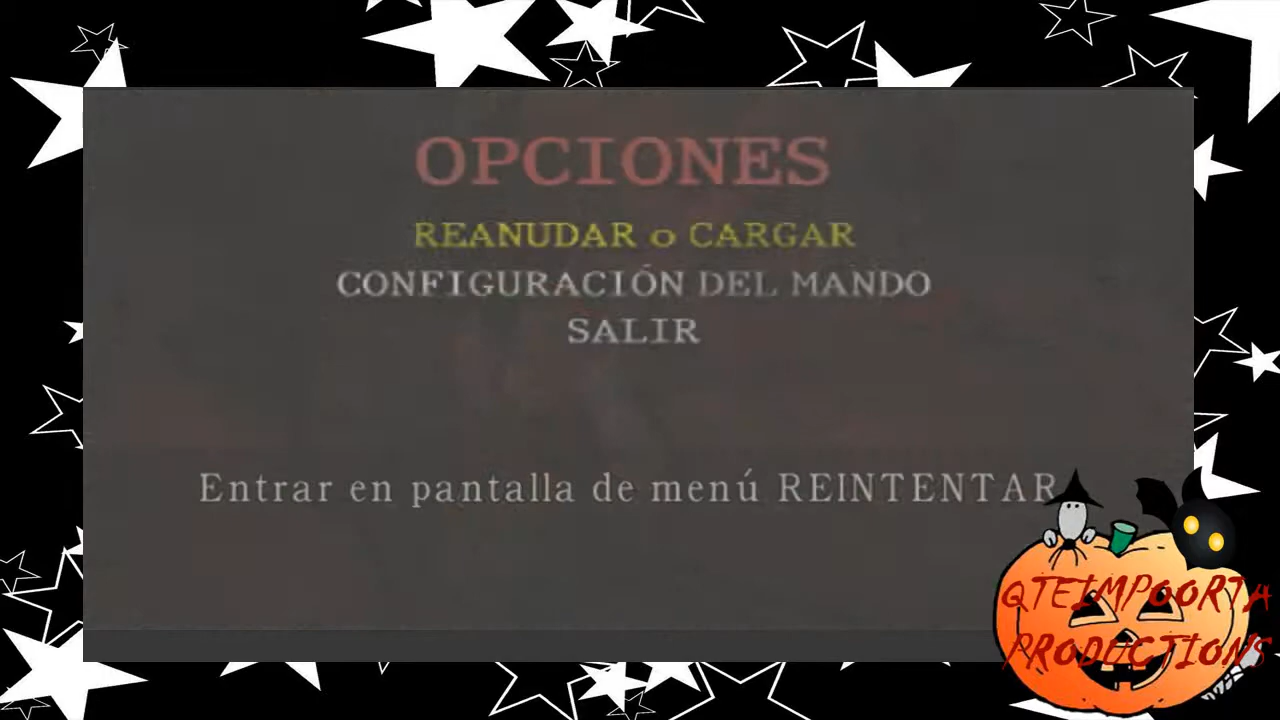 OPCIONES
REANUDAR o CARGAR
CONFIGURACIÓN DEL MANDO
SALIR
Entrar en pantalla de menú REINTENTAR
QTEIMPOORTA
PRODUCTIONS